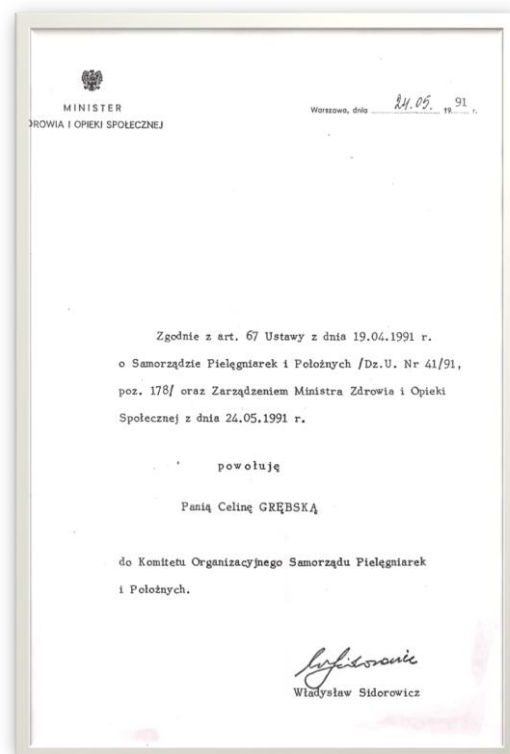 MINISTER
DROWIA I OPIEKI SPOŁECZNEJ
Warszawa, dnia 24.05. 19 91 r.
Zgodnie z art. 67 Ustawy z dnia 19.04.1991 r.
o Samorządzie Pielęgniarek i Położnych /Dz.U. Nr 41/91,
poz. 178/ oraz Zarządzeniem Ministra Zdrowia i Opieki
Społecznej z dnia 24.05.1991 r.
powołuję
Panią Celinę GRĘBSKĄ
do Komitetu Organizacyjnego Samorządu Pielęgniarek
i Położnych.
Władysław Sidorowicz